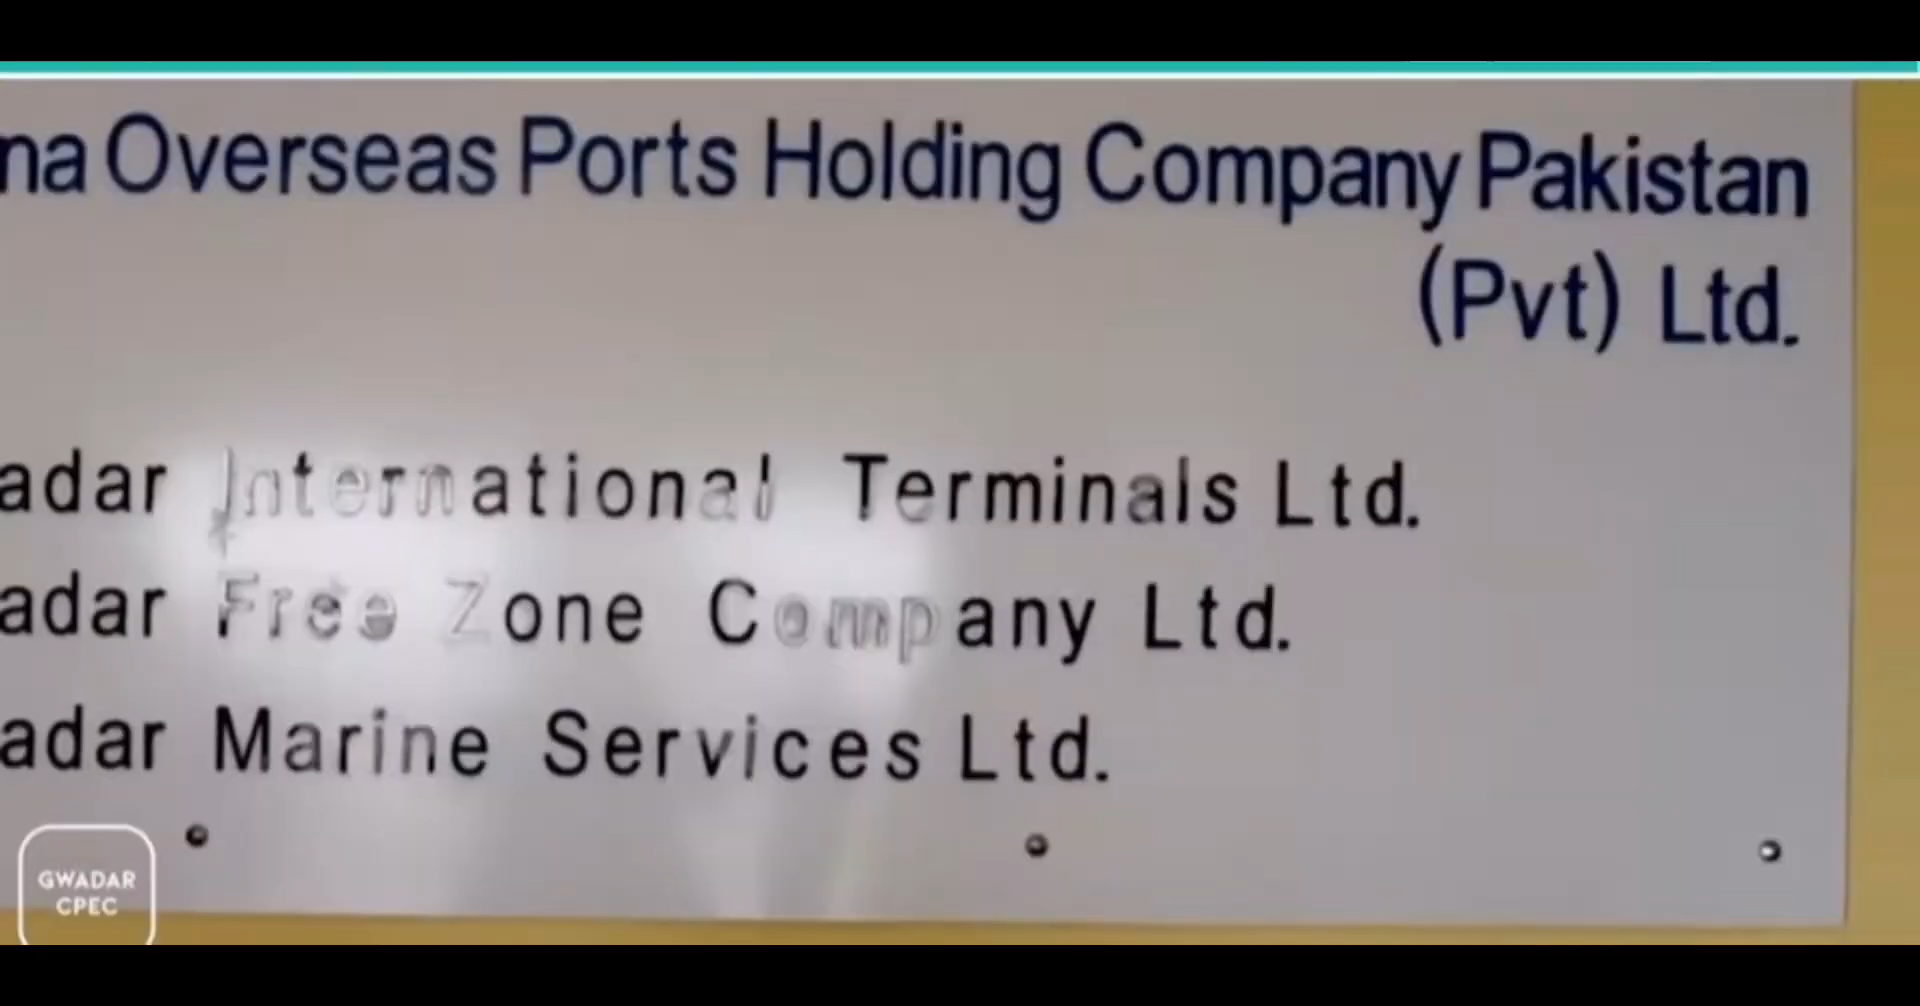 na Overseas Ports Holding Company Pakistan
(Pvt) Ltd.
adar International Terminals Ltd.
adar Free Zone Company Ltd.
adar Marine Services Ltd.
GWADAR
CPEC